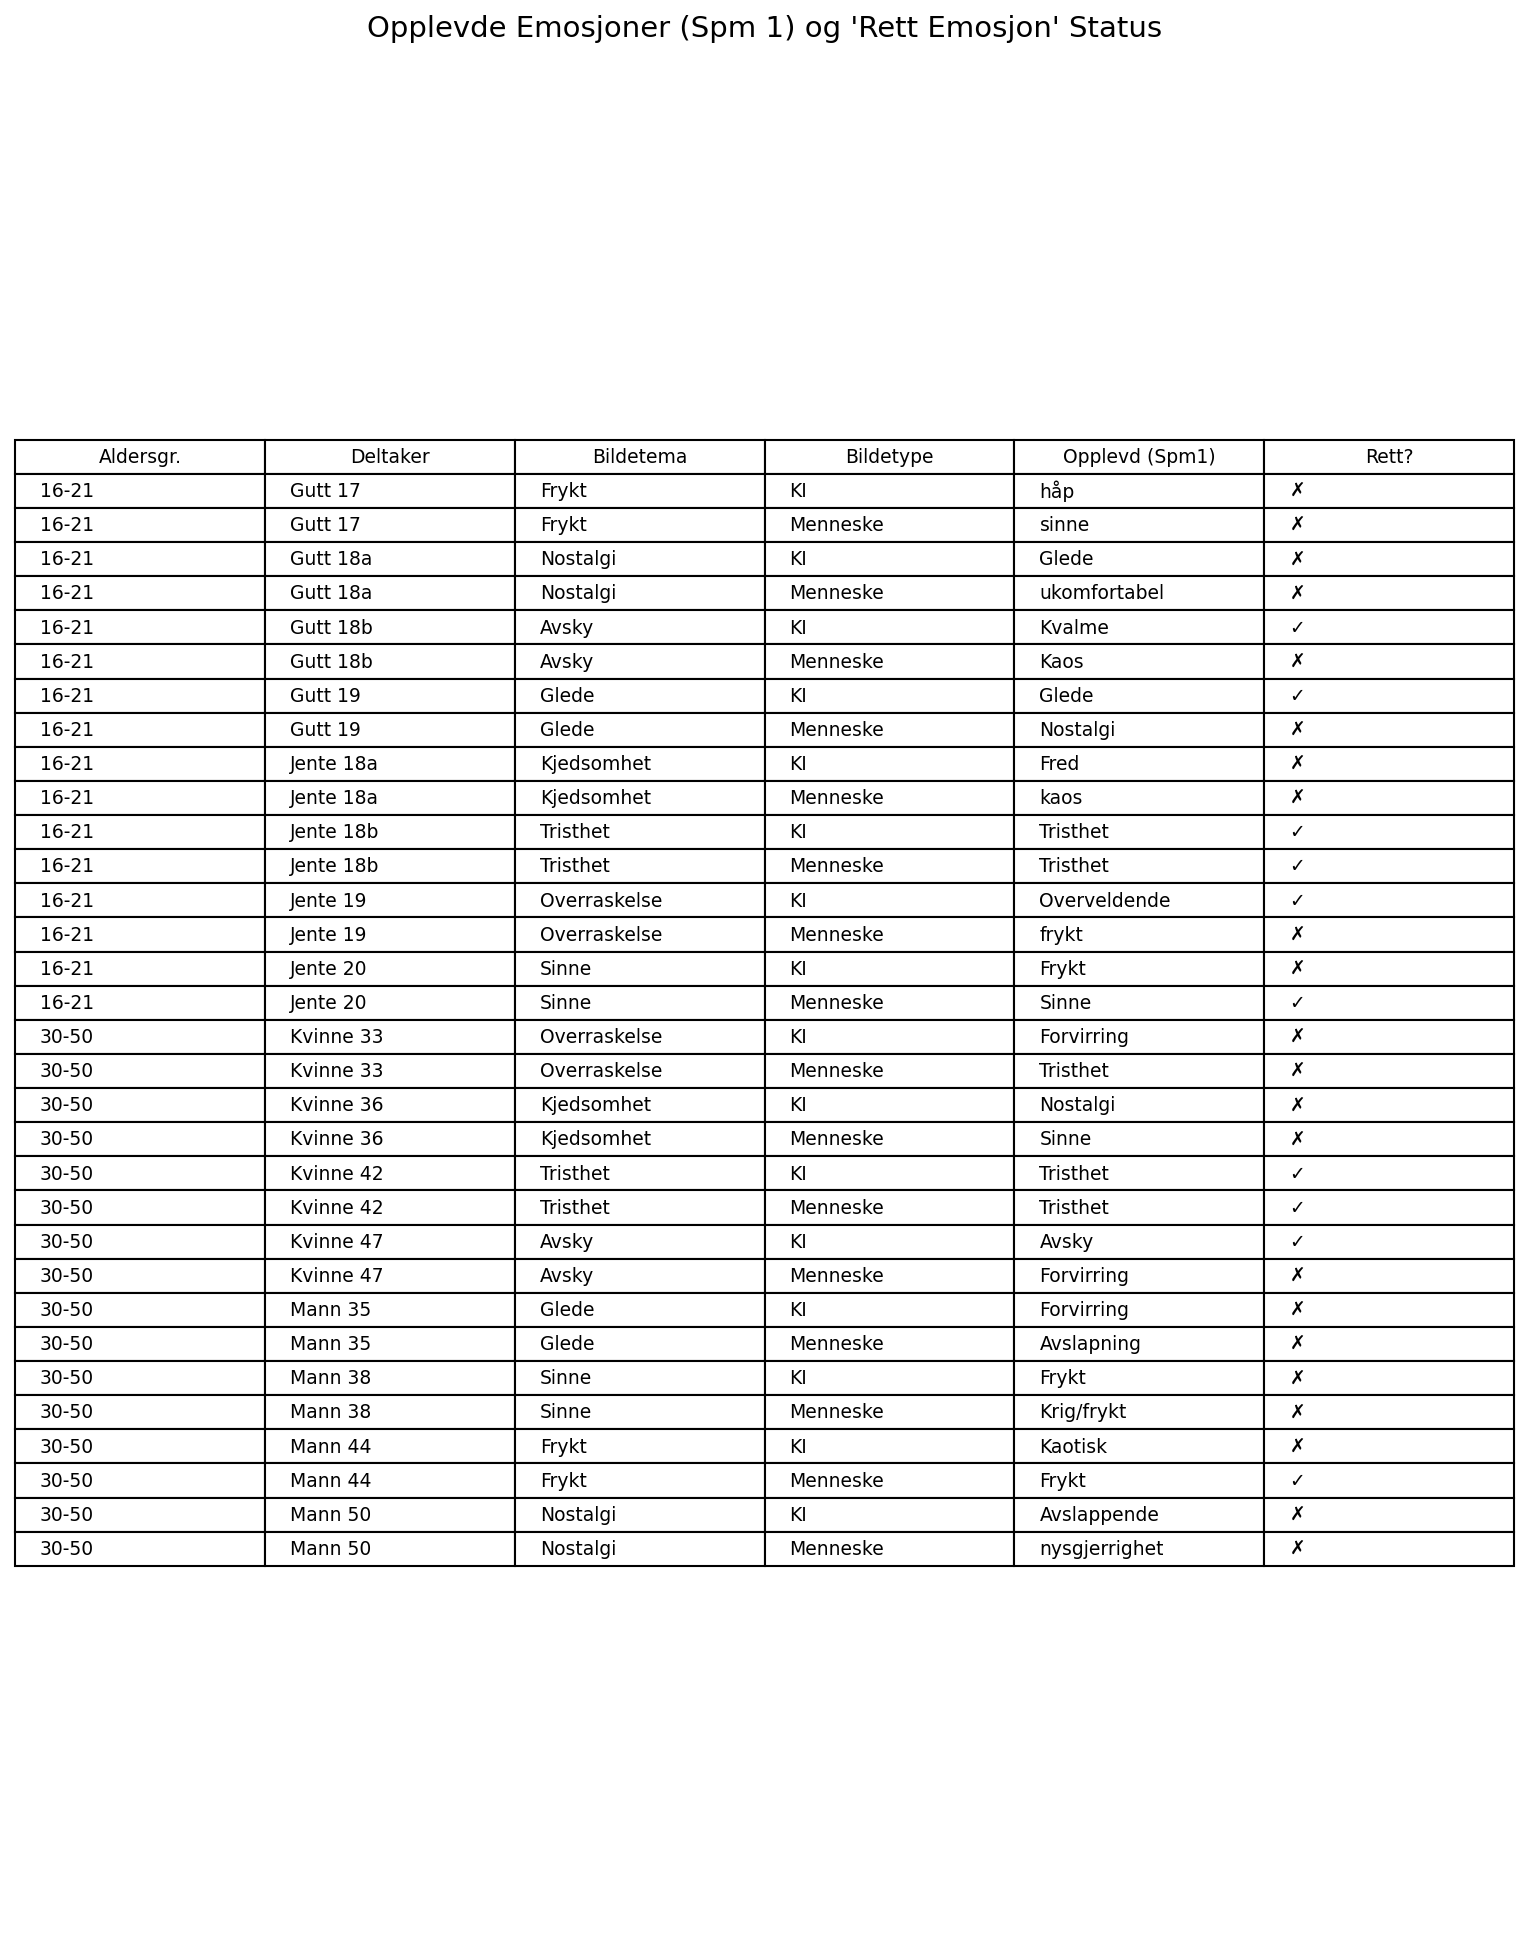 Opplevde Emosjoner (Spm 1) og 'Rett Emosjon' Status
Aldersgr. Deltaker Bildetema Bildetype Opplevd (Spm1) Rett?
16-21 Gutt 17 Frykt KI håp ✗
16-21 Gutt 17 Frykt Menneske sinne ✗
16-21 Gutt 18a Nostalgi KI Glede ✗
16-21 Gutt 18a Nostalgi Menneske ukomfortabel ✗
16-21 Gutt 18b Avsky KI Kvalme ✓
16-21 Gutt 18b Avsky Menneske Kaos ✗
16-21 Gutt 19 Glede KI Glede ✓
16-21 Gutt 19 Glede Menneske Nostalgi ✗
16-21 Jente 18a Kjedsomhet KI Fred ✗
16-21 Jente 18a Kjedsomhet Menneske kaos ✗
16-21 Jente 18b Tristhet KI Tristhet ✓
16-21 Jente 18b Tristhet Menneske Tristhet ✓
16-21 Jente 19 Overraskelse KI Overveldende ✓
16-21 Jente 19 Overraskelse Menneske frykt ✗
16-21 Jente 20 Sinne KI Frykt ✗
16-21 Jente 20 Sinne Menneske Sinne ✓
30-50 Kvinne 33 Overraskelse KI Forvirring ✗
30-50 Kvinne 33 Overraskelse Menneske Tristhet ✗
30-50 Kvinne 36 Kjedsomhet KI Nostalgi ✗
30-50 Kvinne 36 Kjedsomhet Menneske Sinne ✗
30-50 Kvinne 42 Tristhet KI Tristhet ✓
30-50 Kvinne 42 Tristhet Menneske Tristhet ✓
30-50 Kvinne 47 Avsky KI Avsky ✓
30-50 Kvinne 47 Avsky Menneske Forvirring ✗
30-50 Mann 35 Glede KI Forvirring ✗
30-50 Mann 35 Glede Menneske Avslapning ✗
30-50 Mann 38 Sinne KI Frykt ✗
30-50 Mann 38 Sinne Menneske Krig/frykt ✗
30-50 Mann 44 Frykt KI Kaotisk ✗
30-50 Mann 44 Frykt Menneske Frykt ✓
30-50 Mann 50 Nostalgi KI Avslappende ✗
30-50 Mann 50 Nostalgi Menneske nysgjerrighet ✗